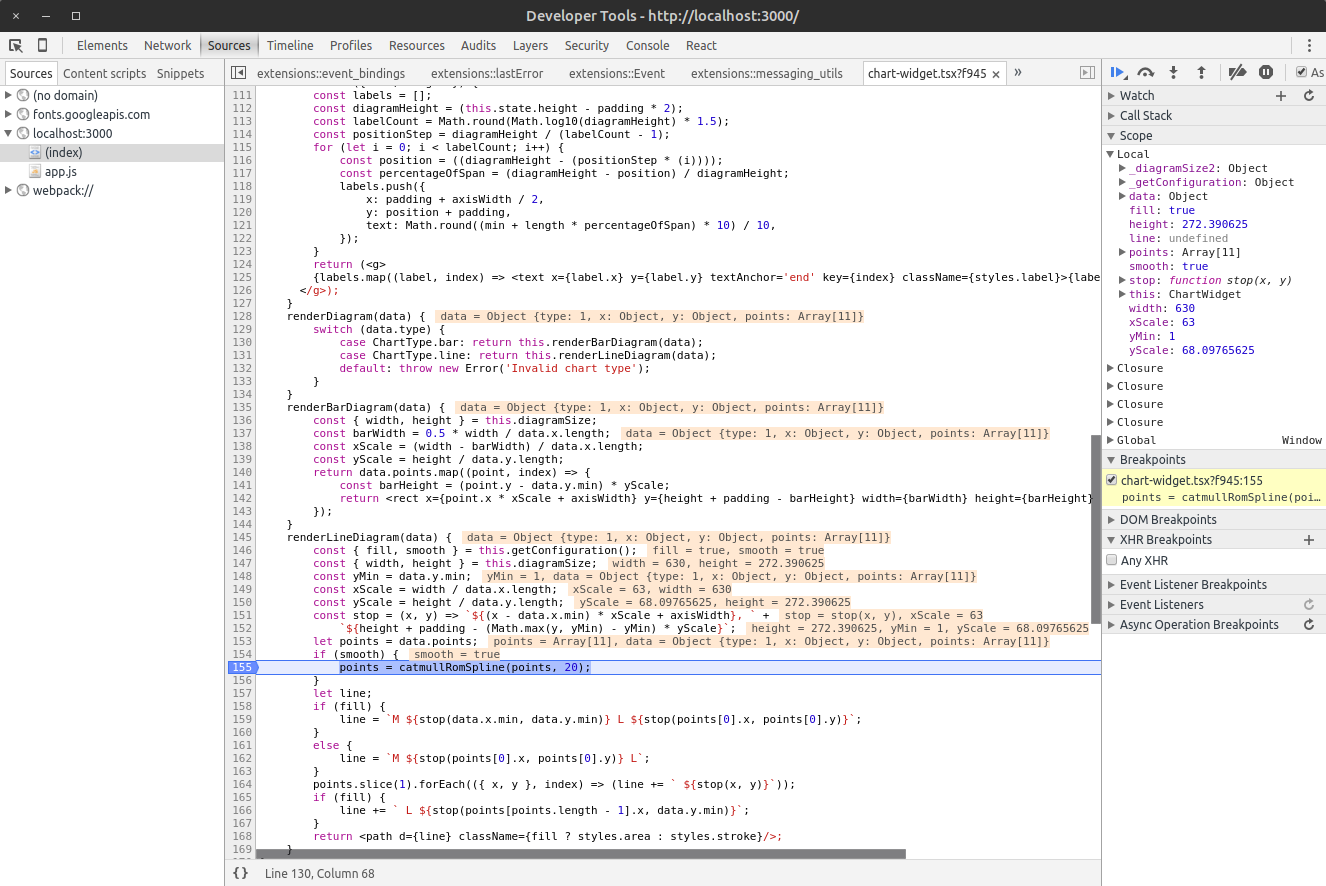 Developer Tools - http://localhost:3000/
Elements Network Sources Timeline Profiles Resources Audits Layers Security Console React
Sources Content scripts Snippets
(no domain)
fonts.googleapis.com
localhost:3000
(index)
app.js
webpack://
extensions::event_bindings extensions::lastError extensions::Event extensions::messaging_utils chart-widget.tsx?f945 × »
111 const labels = [];
112 const diagramHeight = (this.state.height - padding * 2);
113 const labelCount = Math.round(Math.log10(diagramHeight) * 1.5);
114 const positionStep = diagramHeight / (labelCount - 1);
115 for (let i = 0; i < labelCount; i++) {
116 const position = ((diagramHeight - (positionStep * (i))));
117 const percentageOfSpan = (diagramHeight - position) / diagramHeight;
118 labels.push({
119 x: padding + axisWidth / 2,
120 y: position + padding,
121 text: Math.round((min + length * percentageOfSpan) * 10) / 10,
122 });
123 }
124 return (<g>
125 {labels.map((label, index) => <text x={label.x} y={label.y} textAnchor='end' key={index} className={styles.label}>{labe
126 </g>);
127 }
128 renderDiagram(data) { data = Object {type: 1, x: Object, y: Object, points: Array[11]}
129 switch (data.type) {
130 case ChartType.bar: return this.renderBarDiagram(data);
131 case ChartType.line: return this.renderLineDiagram(data);
132 default: throw new Error('Invalid chart type');
133 }
134 }
135 renderBarDiagram(data) { data = Object {type: 1, x: Object, y: Object, points: Array[11]}
136 const { width, height } = this.diagramSize;
137 const barWidth = 0.5 * width / data.x.length; data = Object {type: 1, x: Object, y: Object, points: Array[11]}
138 const xScale = (width - barWidth) / data.x.length;
139 const yScale = height / data.y.length;
140 return data.points.map((point, index) => {
141 const barHeight = (point.y - data.y.min) * yScale;
142 return <rect x={point.x * xScale + axisWidth} y={height + padding - barHeight} width={barWidth} height={barHeight}
143 });
144 }
145 renderLineDiagram(data) { data = Object {type: 1, x: Object, y: Object, points: Array[11]}
146 const { fill, smooth } = this.getConfiguration(); fill = true, smooth = true
147 const { width, height } = this.diagramSize; width = 630, height = 272.390625
148 const yMin = data.y.min; yMin = 1, data = Object {type: 1, x: Object, y: Object, points: Array[11]}
149 const xScale = width / data.x.length; xScale = 63, width = 630
150 const yScale = height / data.y.length; yScale = 68.09765625, height = 272.390625
151 const stop = (x, y) => `${(x - data.x.min) * xScale + axisWidth}, ` + stop = stop(x, y), xScale = 63
152 `${height + padding - (Math.max(y, yMin) - yMin) * yScale}`; height = 272.390625, yMin = 1, yScale = 68.09765625
153 let points = data.points; points = Array[11], data = Object {type: 1, x: Object, y: Object, points: Array[11]}
154 if (smooth) { smooth = true
155 points = catmullRomSpline(points, 20);
156 }
157 let line;
158 if (fill) {
159 line = `M ${stop(data.x.min, data.y.min)} L ${stop(points[0].x, points[0].y)}`;
160 }
161 else {
162 line = `M ${stop(points[0].x, points[0].y)} L`;
163 }
164 points.slice(1).forEach(({ x, y }, index) => (line += ` ${stop(x, y)}`));
165 if (fill) {
166 line += ` L ${stop(points[points.length - 1].x, data.y.min)}`;
167 }
168 return <path d={line} className={fill ? styles.area : styles.stroke}/>;
169 }
{} Line 130, Column 68
As
Watch
Call Stack
Scope
Local
_diagramSize2: Object
_getConfiguration: Object
data: Object
fill: true
height: 272.390625
line: undefined
points: Array[11]
smooth: true
stop: function stop(x, y)
this: ChartWidget
width: 630
xScale: 63
yMin: 1
yScale: 68.09765625
Closure
Closure
Closure
Closure
Global Window
Breakpoints
chart-widget.tsx?f945:155
points = catmullRomSpline(poi…
DOM Breakpoints
XHR Breakpoints
Any XHR
Event Listener Breakpoints
Event Listeners
Async Operation Breakpoints